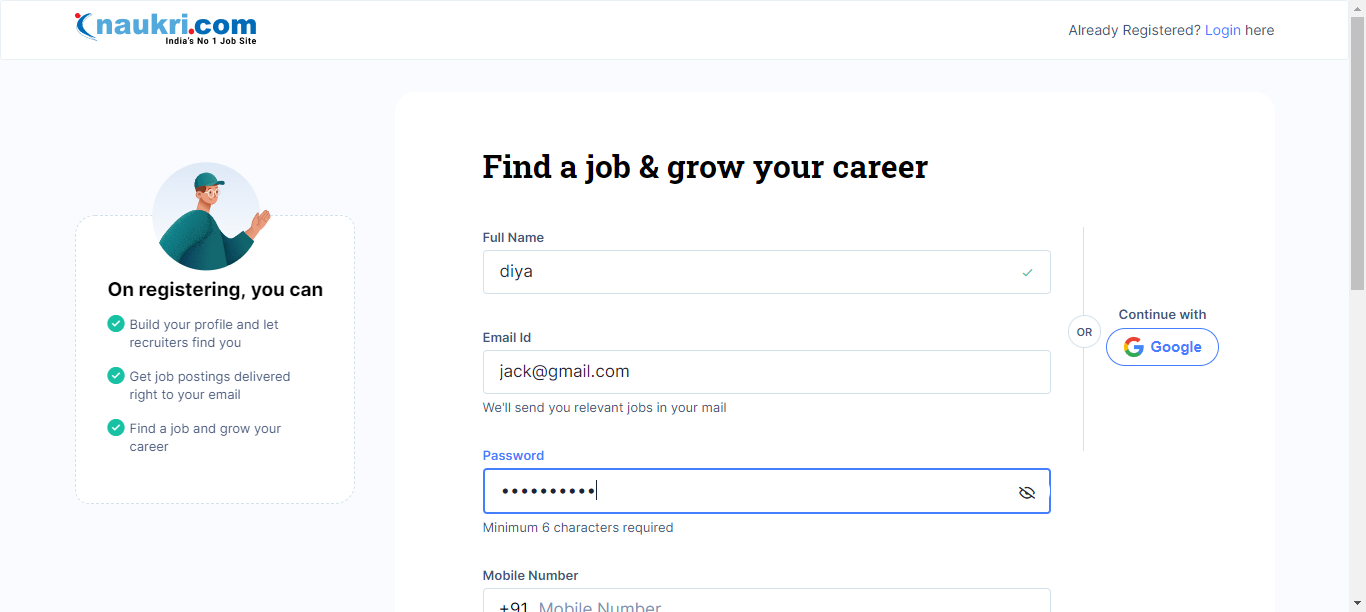 naukri.com
India's No 1 Job Site
Already Registered? Login here
On registering, you can
Build your profile and let
recruiters find you
Get job postings delivered
right to your email
Find a job and grow your
career
Find a job & grow your career
Full Name
diya
Email Id
jack@gmail.com
We'll send you relevant jobs in your mail
Password
••••••••••
Minimum 6 characters required
Mobile Number
+91 Mobile Number
OR
Continue with
Google